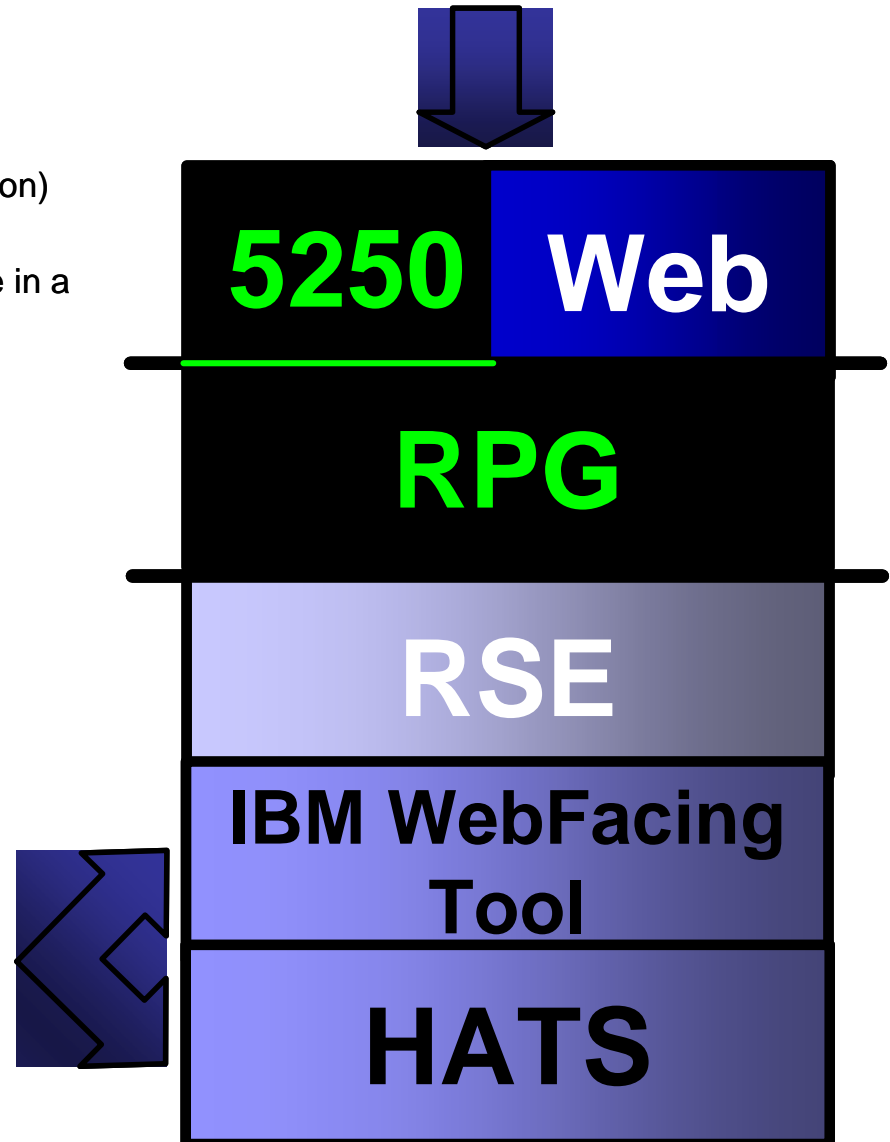 on)
e in a
5250 Web
RPG
RSE
IBM WebFacing
Tool
HATS